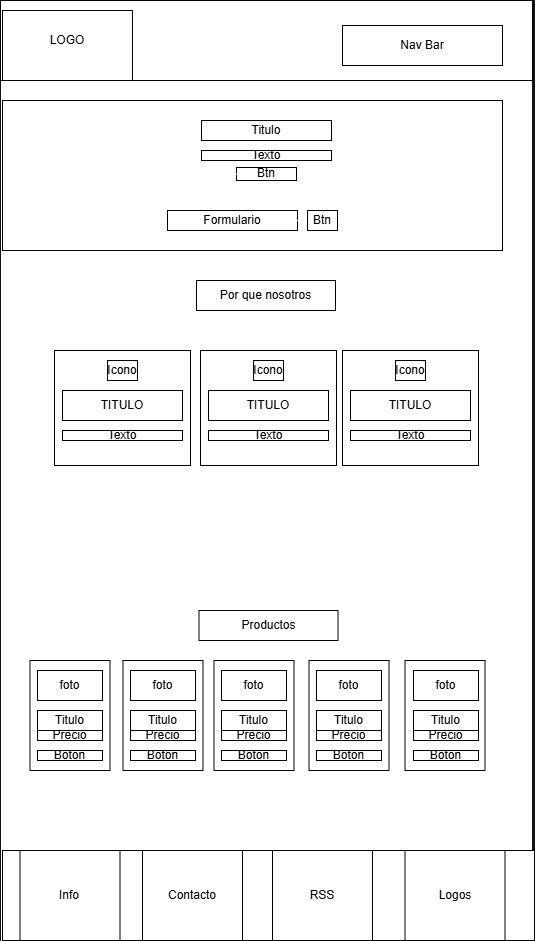 LOGO
Nav Bar
Titulo
Texto
Btn
Formulario
Btn
Por que nosotros
Icono
Icono
Icono
TITULO
TITULO
TITULO
Texto
Texto
Texto
Productos
foto
foto
foto
foto
foto
Titulo
Titulo
Titulo
Titulo
Titulo
Precio
Precio
Precio
Precio
Precio
Boton
Boton
Boton
Boton
Boton
Info
Contacto
RSS
Logos